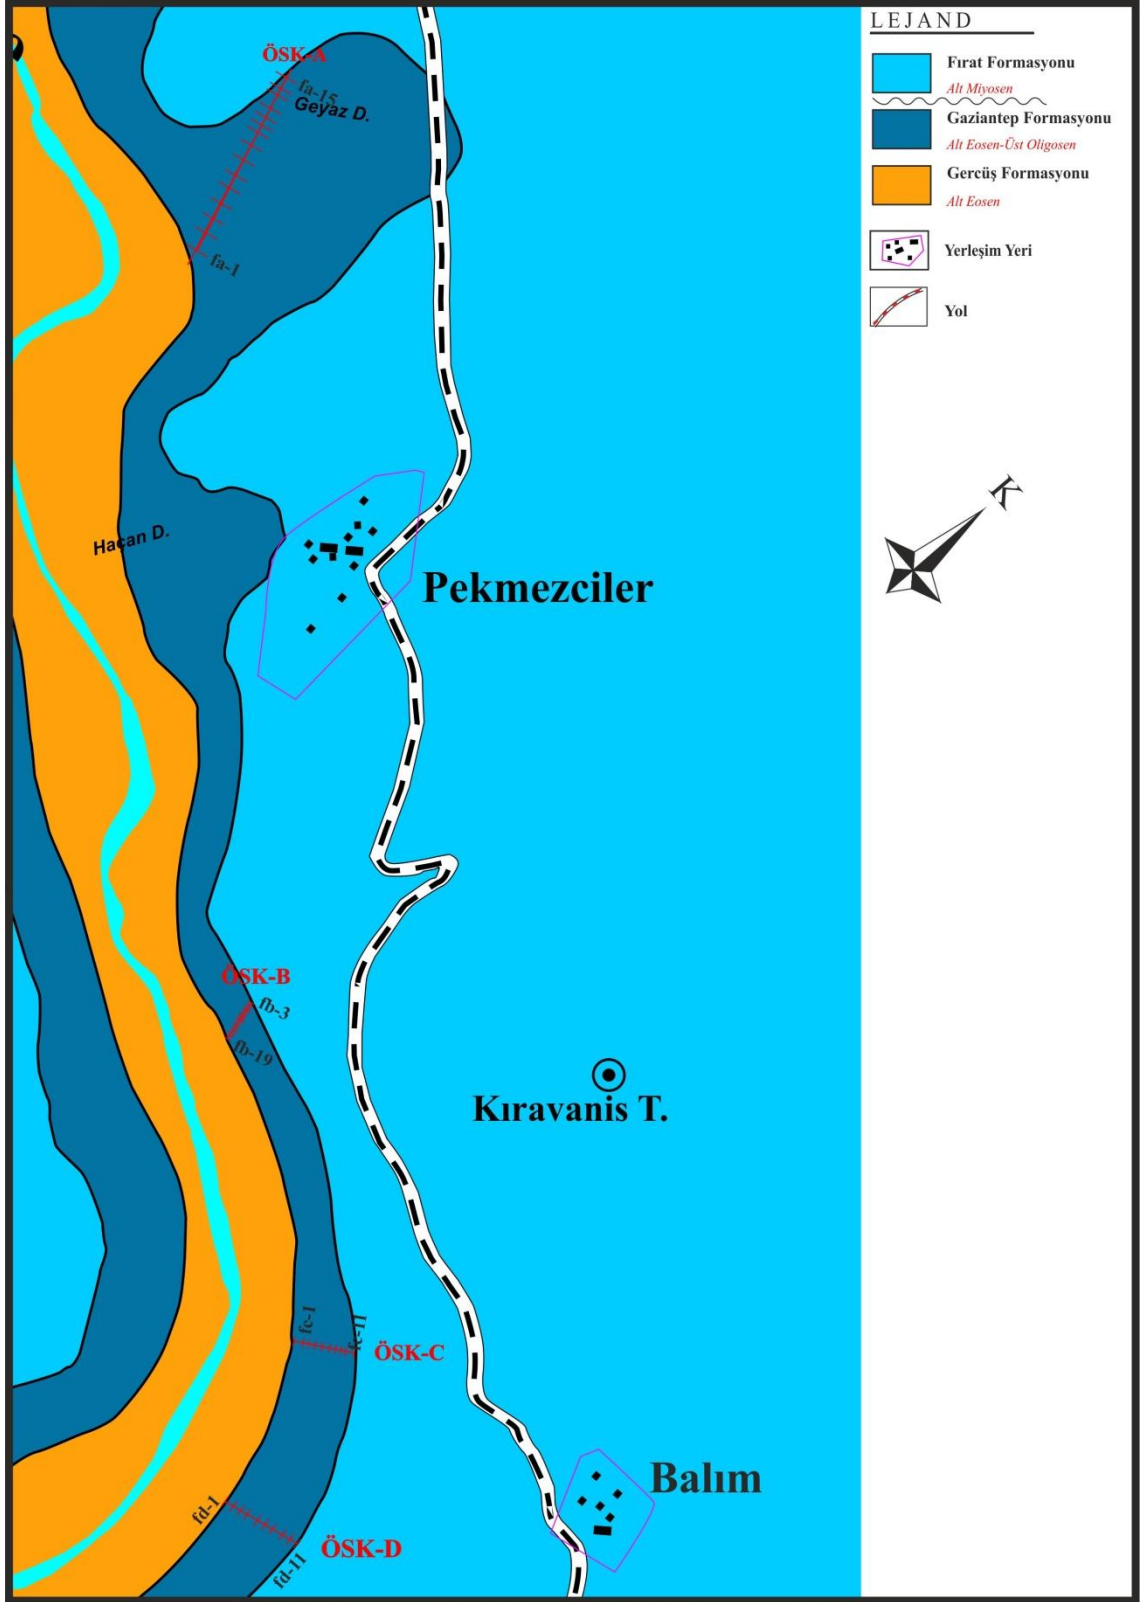 LEJAND
Fırat Formasyonu
Alt Miyosen
Gaziantep Formasyonu
Alt Eosen-Üst Oligosen
Gercüş Formasyonu
Alt Eosen
Yerleşim Yeri
Yol
K
ÖSK-A
fa-15
Geyaz D.
fa-1
Haçan D.
Pekmezciler
ÖSK-B
fb-3
fb-19
Kıravanis T.
fc-1
fc-11
ÖSK-C
Balım
fd-1
ÖSK-D
fd-11